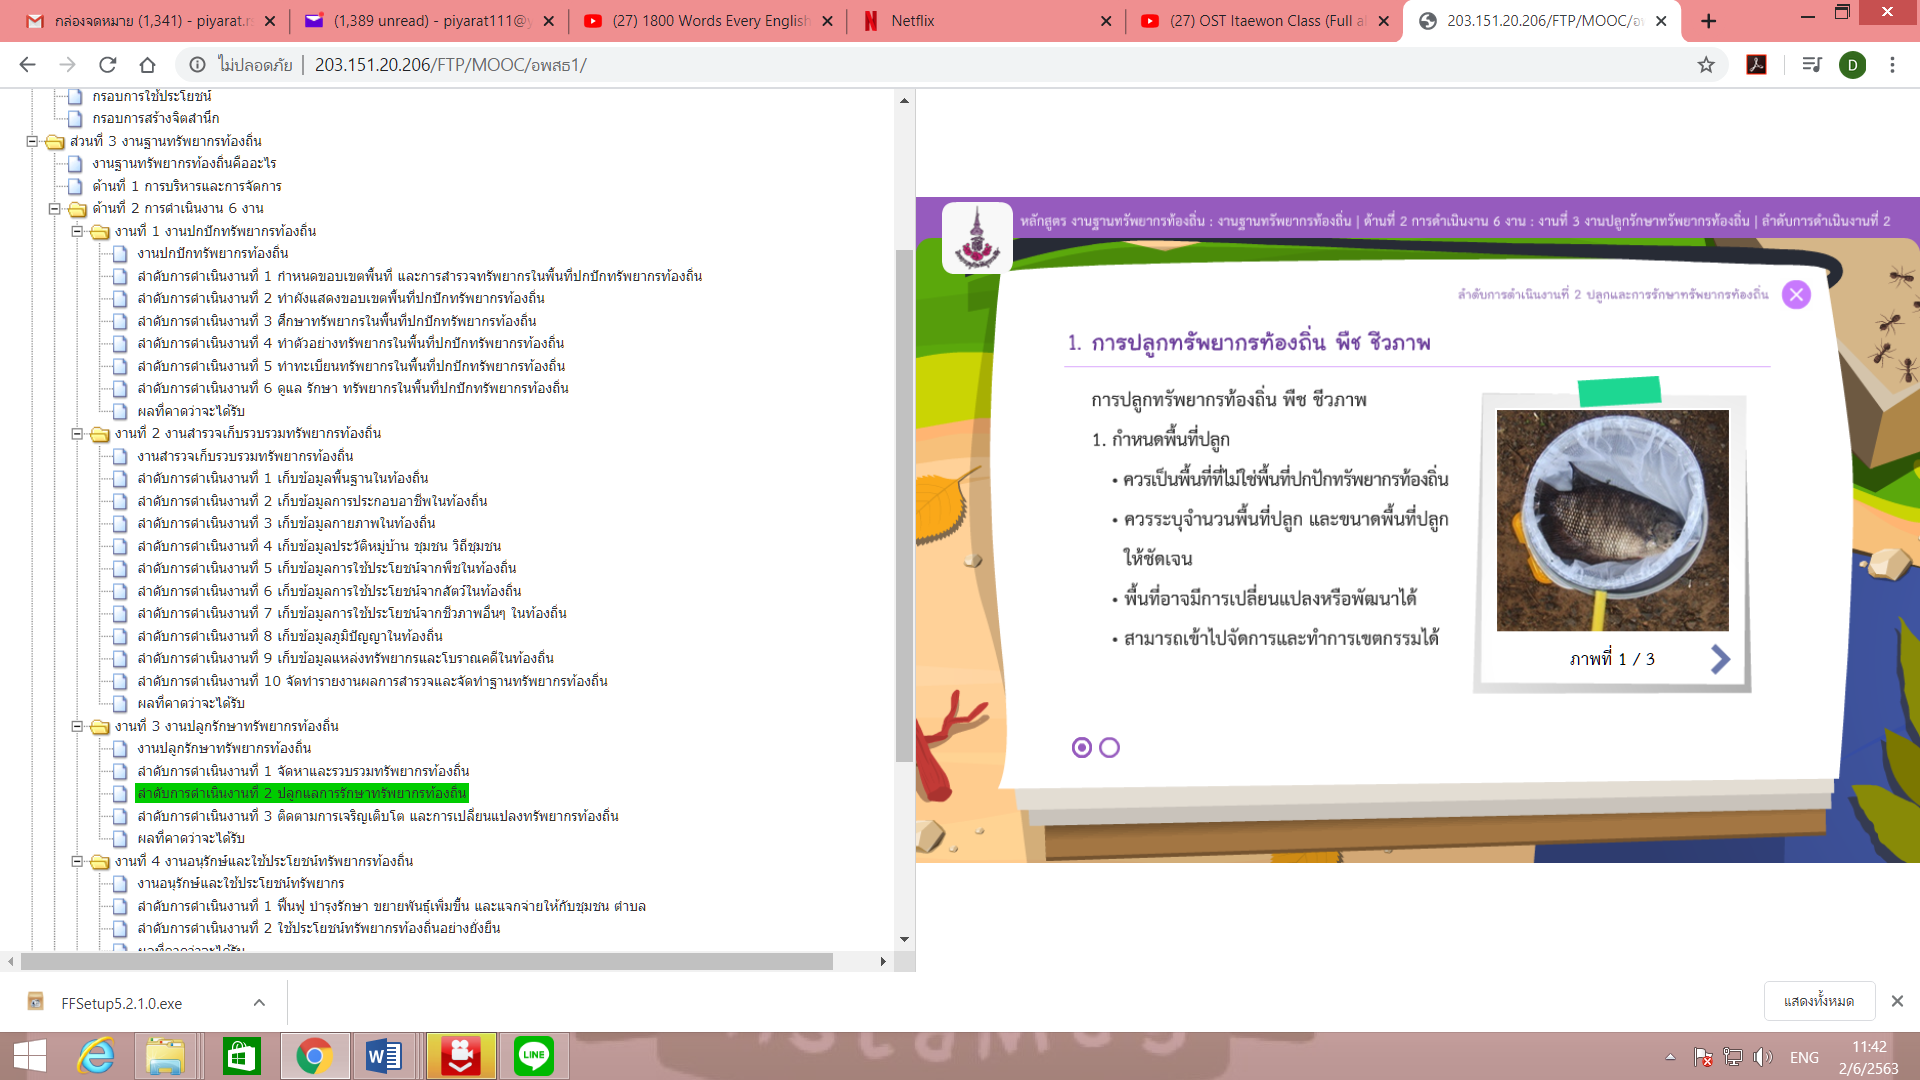 กล่องจดหมาย (1,341) - piyarat.r
(1,389 unread) - piyarat111@y
(27) 1800 Words Every English
Netflix
(27) OST Itaewon Class (Full al
203.151.20.206/FTP/MOOC/อพ
ไม่ปลอดภัย | 203.151.20.206/FTP/MOOC/อพสธ1/
D
กรอบการใช้ประโยชน์
กรอบการสร้างจิตสำนึก
ส่วนที่ 3 งานฐานทรัพยากรท้องถิ่น
งานฐานทรัพยากรท้องถิ่นคืออะไร
ด้านที่ 1 การบริหารและการจัดการ
ด้านที่ 2 การดำเนินงาน 6 งาน
งานที่ 1 งานปกปักทรัพยากรท้องถิ่น
งานปกปักทรัพยากรท้องถิ่น
ลำดับการดำเนินงานที่ 1 กำหนดขอบเขตพื้นที่ และการสำรวจทรัพยากรในพื้นที่ปกปักทรัพยากรท้องถิ่น
ลำดับการดำเนินงานที่ 2 ทำผังแสดงขอบเขตพื้นที่ปกปักทรัพยากรท้องถิ่น
ลำดับการดำเนินงานที่ 3 ศึกษาทรัพยากรในพื้นที่ปกปักทรัพยากรท้องถิ่น
ลำดับการดำเนินงานที่ 4 ทำตัวอย่างทรัพยากรในพื้นที่ปกปักทรัพยากรท้องถิ่น
ลำดับการดำเนินงานที่ 5 ทำทะเบียนทรัพยากรในพื้นที่ปกปักทรัพยากรท้องถิ่น
ลำดับการดำเนินงานที่ 6 ดูแล รักษา ทรัพยากรในพื้นที่ปกปักทรัพยากรท้องถิ่น
ผลที่คาดว่าจะได้รับ
งานที่ 2 งานสำรวจเก็บรวบรวมทรัพยากรท้องถิ่น
งานสำรวจเก็บรวบรวมทรัพยากรท้องถิ่น
ลำดับการดำเนินงานที่ 1 เก็บข้อมูลพื้นฐานในท้องถิ่น
ลำดับการดำเนินงานที่ 2 เก็บข้อมูลการประกอบอาชีพในท้องถิ่น
ลำดับการดำเนินงานที่ 3 เก็บข้อมูลกายภาพในท้องถิ่น
ลำดับการดำเนินงานที่ 4 เก็บข้อมูลประวัติหมู่บ้าน ชุมชน วิถีชุมชน
ลำดับการดำเนินงานที่ 5 เก็บข้อมูลการใช้ประโยชน์จากพืชในท้องถิ่น
ลำดับการดำเนินงานที่ 6 เก็บข้อมูลการใช้ประโยชน์จากสัตว์ในท้องถิ่น
ลำดับการดำเนินงานที่ 7 เก็บข้อมูลการใช้ประโยชน์จากชีวภาพอื่นๆ ในท้องถิ่น
ลำดับการดำเนินงานที่ 8 เก็บข้อมูลภูมิปัญญาในท้องถิ่น
ลำดับการดำเนินงานที่ 9 เก็บข้อมูลแหล่งทรัพยากรและโบราณคดีในท้องถิ่น
ลำดับการดำเนินงานที่ 10 จัดทำรายงานผลการสำรวจและจัดทำฐานทรัพยากรท้องถิ่น
ผลที่คาดว่าจะได้รับ
งานที่ 3 งานปลูกรักษาทรัพยากรท้องถิ่น
งานปลูกรักษาทรัพยากรท้องถิ่น
ลำดับการดำเนินงานที่ 1 จัดหาและรวบรวมทรัพยากรท้องถิ่น
ลำดับการดำเนินงานที่ 2 ปลูกแลการรักษาทรัพยากรท้องถิ่น
ลำดับการดำเนินงานที่ 3 ติดตามการเจริญเติบโต และการเปลี่ยนแปลงทรัพยากรท้องถิ่น
ผลที่คาดว่าจะได้รับ
งานที่ 4 งานอนุรักษ์และใช้ประโยชน์ทรัพยากรท้องถิ่น
งานอนุรักษ์และใช้ประโยชน์ทรัพยากร
ลำดับการดำเนินงานที่ 1 ฟื้นฟู บำรุงรักษา ขยายพันธุ์เพิ่มขึ้น และแจกจ่ายให้กับชุมชน ตำบล
ลำดับการดำเนินงานที่ 2 ใช้ประโยชน์ทรัพยากรท้องถิ่นอย่างยั่งยืน
ผลที่คาดว่าจะได้รับ
หลักสูตร งานฐานทรัพยากรท้องถิ่น : งานฐานทรัพยากรท้องถิ่น | ด้านที่ 2 การดำเนินงาน 6 งาน : งานที่ 3 งานปลูกรักษาทรัพยากรท้องถิ่น | ลำดับการดำเนินงานที่ 2
ลำดับการดำเนินงานที่ 2 ปลูกและการรักษาทรัพยากรท้องถิ่น
1. การปลูกทรัพยากรท้องถิ่น พืช ชีวภาพ
การปลูกทรัพยากรท้องถิ่น พืช ชีวภาพ
1. กำหนดพื้นที่ปลูก
• ควรเป็นพื้นที่ที่ไม่ใช่พื้นที่ปกปักทรัพยากรท้องถิ่น
• ควรระบุจำนวนพื้นที่ปลูก และขนาดพื้นที่ปลูก
ให้ชัดเจน
• พื้นที่อาจมีการเปลี่ยนแปลงหรือพัฒนาได้
• สามารถเข้าไปจัดการและทำการเขตกรรมได้
ภาพที่ 1 / 3
FFSetup5.2.1.0.exe
แสดงทั้งหมด
LINE
ENG
11:42
2/6/2563